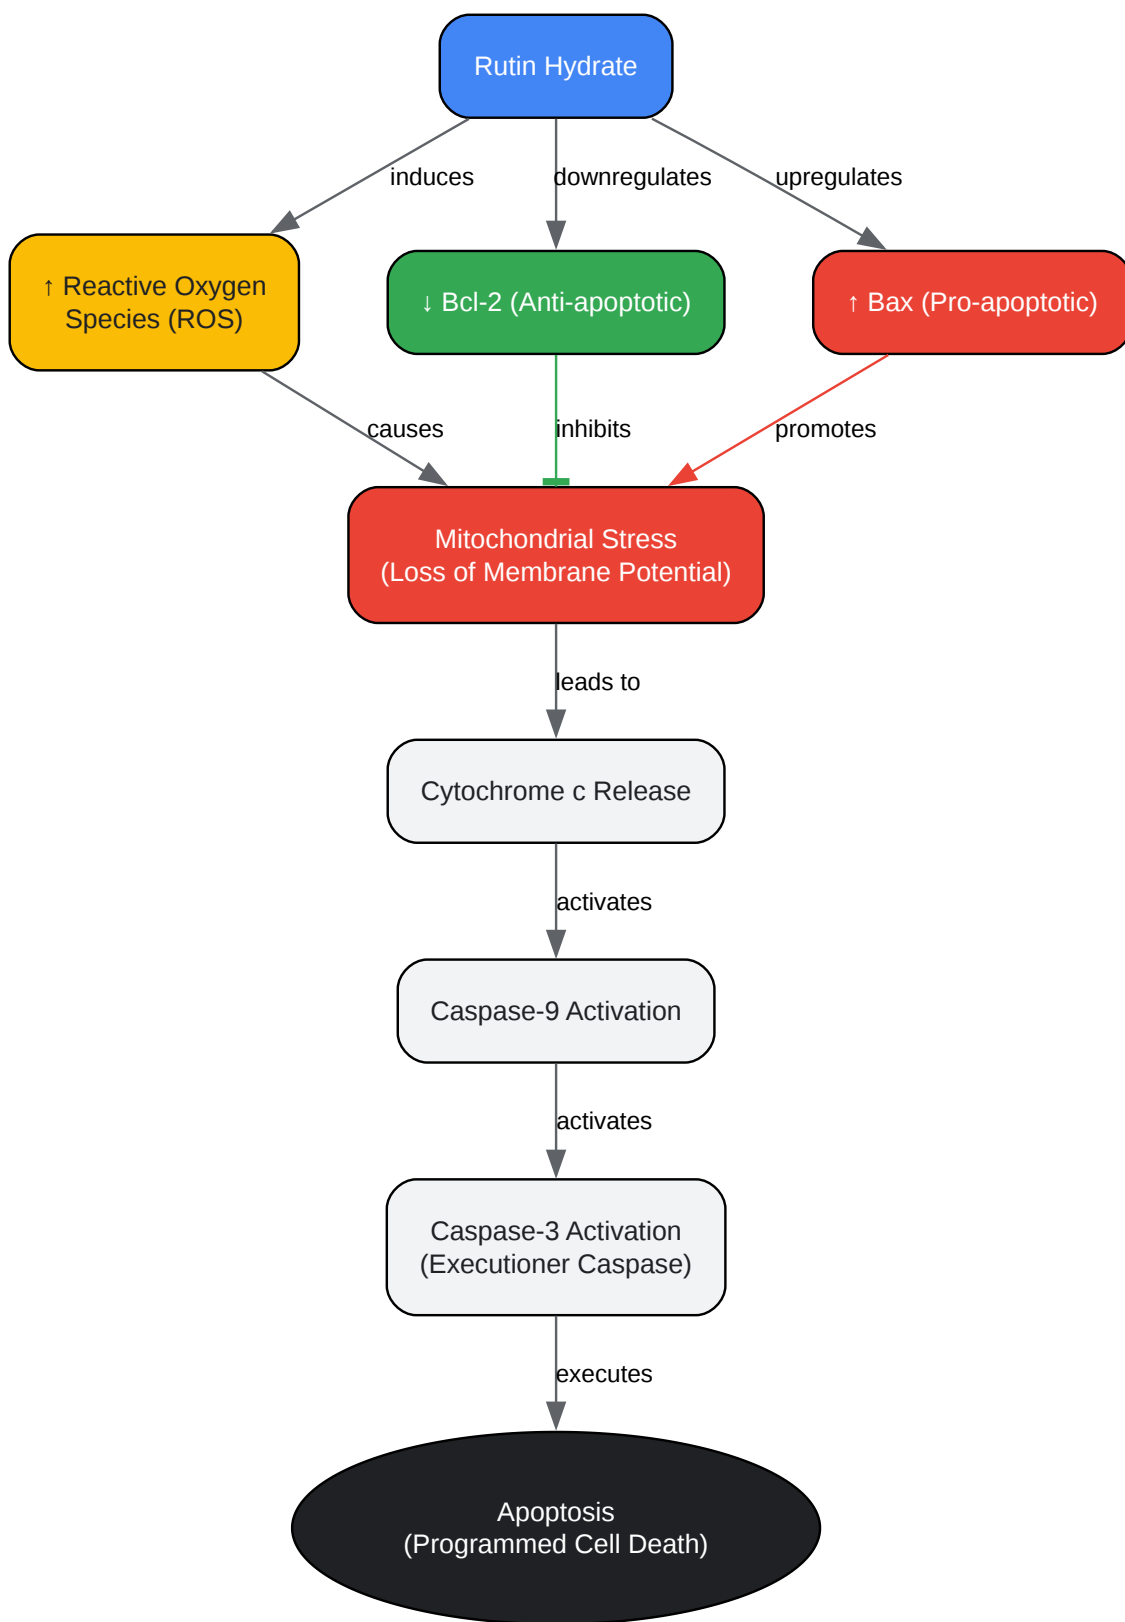 Rutin Hydrate
induces
downregulates
upregulates
↑ Reactive Oxygen
Species (ROS)
↓ Bcl-2 (Anti-apoptotic)
↑ Bax (Pro-apoptotic)
causes
inhibits
promotes
Mitochondrial Stress
(Loss of Membrane Potential)
leads to
Cytochrome c Release
activates
Caspase-9 Activation
activates
Caspase-3 Activation
(Executioner Caspase)
executes
Apoptosis
(Programmed Cell Death)